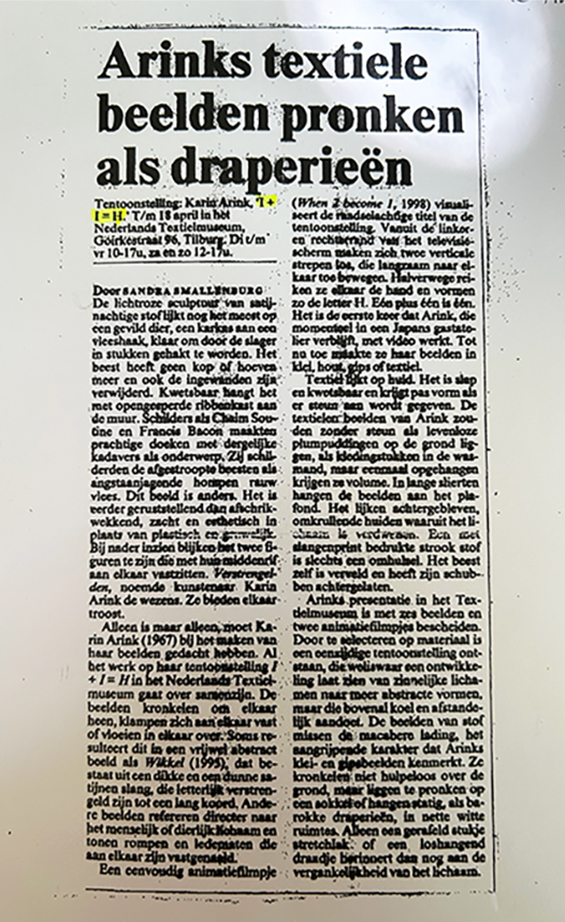 Arinks textiele
beelden pronken
als draperieën
Tentoonstelling: Karin Arink, 'I +
I = H.' T/m 18 april in het
Nederlands Textielmuseum,
Goirkestraat 96, Tilburg. Di t/m
vr 10-17u, za en zo 12-17u.
Door SANDRA SMALLENBURG
De lichtroze sculptuur van satij-
nachtige stof lijkt nog het meest op
een gevild dier, een karkas aan een
vleeshaak, klaar om door de slager
in stukken gehakt te worden. Het
beest heeft geen kop of hoeven
meer en ook de ingewanden zijn
verwijderd. Kwetsbaar hangt het
met opengesperde ribbenkast aan
de muur. Schilders als Chaim Sou-
tine en Francis Bacon maakten
prachtige doeken met dergelijke
kadavers als onderwerp. Zij schil-
derden de afgestroopte beesten als
angstaanjagende hompen rauw
vlees. Dit beeld is anders. Het is
eerder geruststellend dan afschrik-
wekkend, zacht en esthetisch in
plaats van plastisch en gruwelijk.
Bij nader inzien blijken het twee fi-
guren te zijn die met hun middenrif
aan elkaar vastzitten. Verstrengel-
den, noemde kunstenaar Karin
Arink de wezens. Ze bieden elkaar
troost.
Alleen is maar alleen, moet Ka-
rin Arink (1967) bij het maken van
haar beelden gedacht hebben. Al
het werk op haar tentoonstelling I
+ I = H in het Nederlands Textiel-
museum gaat over samenzijn. De
beelden kronkelen om elkaar
heen, klampen zich aan elkaar vast
of vloeien in elkaar over. Soms re-
sulteert dit in een vrijwel abstract
beeld als Wikkel (1995), dat be-
staat uit een dikke en een dunne sa-
tijnen slang, die letterlijk verstren-
geld zijn tot een lang koord. Ande-
re beelden refereren directer naar
het menselijk of dierlijk lichaam en
tonen rompen en ledematen die
aan elkaar zijn vastgenaaid.
Een eenvoudig animatiefilmpje
(When 2 become 1, 1998) visuali-
seert de raadselachtige titel van de
tentoonstelling. Vanuit de linker-
en rechterrand van het televisie-
scherm maken zich twee verticale
strepen los, die langzaam naar el-
kaar toe bewegen. Halverwege rei-
ken ze elkaar de hand en vormen
zo de letter H. Eén plus één is één.
Het is de eerste keer dat Arink, die
momenteel in een Japans gastate-
lier verblijft, met video werkt. Tot
nu toe maakte ze haar beelden in
klei, hout, gips of textiel.
Textiel lijkt op huid. Het is slap
en kwetsbaar en krijgt pas vorm als
er steun aan wordt gegeven. De
textielen beelden van Arink zou-
den zonder steun als levenloze
plumpuddingen op de grond lig-
gen, als kledingstukken in de was-
mand, maar eenmaal opgehangen
krijgen ze volume. In lange slierten
hangen de beelden aan het pla-
fond. Het lijken achtergebleven,
omkrullende huiden waaruit het li-
chaam is verdwenen. Een met
slangenprint bedrukte strook stof
is slechts een omhulsel. Het beest
zelf is verveld en heeft zijn schub-
ben achtergelaten.
Arinks presentatie in het Tex-
tielmuseum is met zes beelden en
twee animatiefilmpjes bescheiden.
Door te selecteren op materiaal is
een eenzijdige tentoonstelling ont-
staan, die weliswaar een ontwikke-
ling laat zien van zinnelijke licha-
men naar meer abstracte vormen,
maar die bovenal koel en afstande-
lijk aandoet. De beelden van stof
missen de macabere lading, het
aangrijpende karakter dat Arinks
klei- en gipsbeelden kenmerkt. Ze
kronkelen niet hulpeloos over de
grond, maar liggen te pronken op
een sokkel of hangen statig, als ba-
rokke draperieën, in nette witte
ruimtes. Alleen een gerafeld stukje
stretchlak of een loshangend
draadje herinnert dan nog aan de
vergankelijkheid van het lichaam.